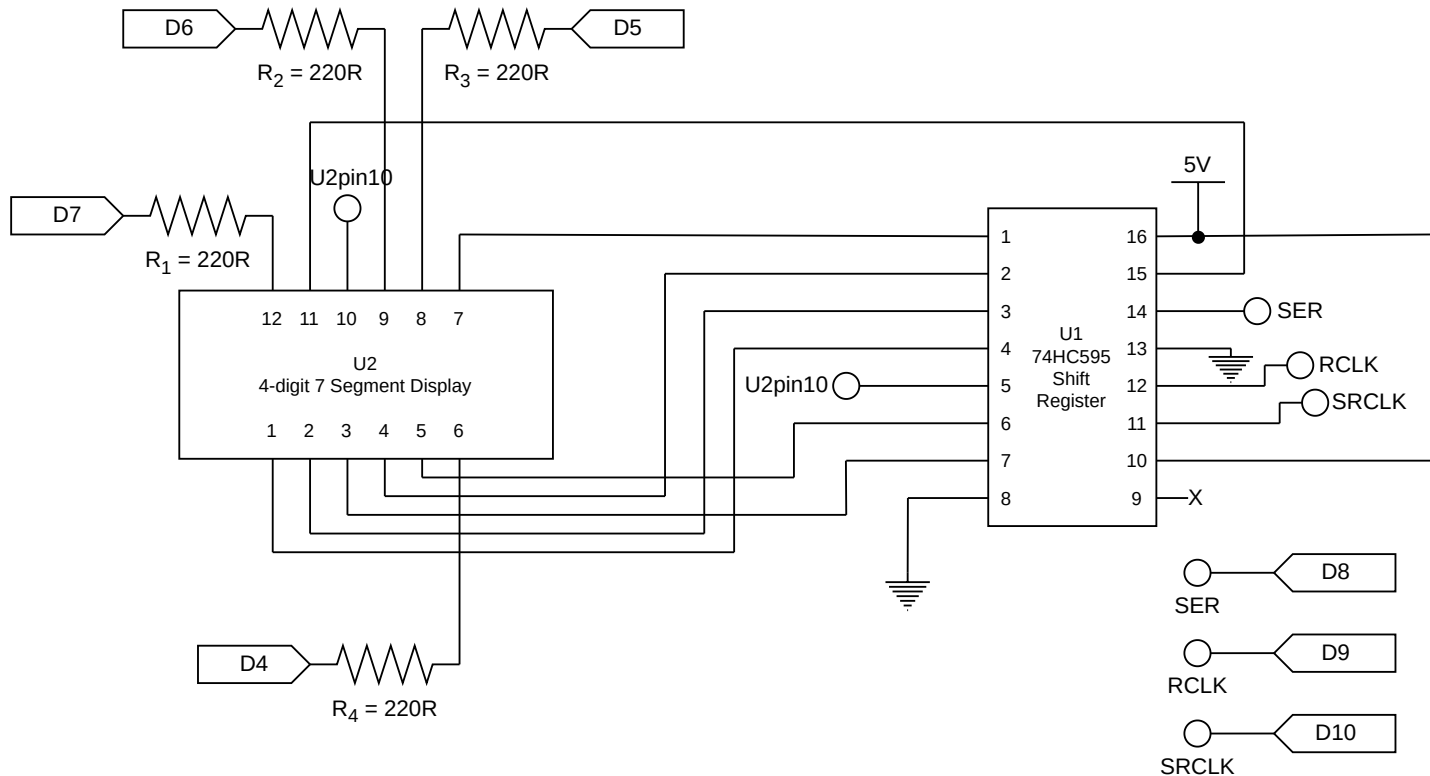 D6
D5
R2 = 220R
R3 = 220R
5V
U2pin10
D7
R1 = 220R
12 11 10 9 8 7
U2
4-digit 7 Segment Display
1 2 3 4 5 6
1 16
2 15
3 14
SER
4 13
U1
74HC595
Shift
Register
RCLK
U2pin10
5 12
SRCLK
6 11
7 10
8 9
X
D8
SER
D9
RCLK
D4
R4 = 220R
D10
SRCLK